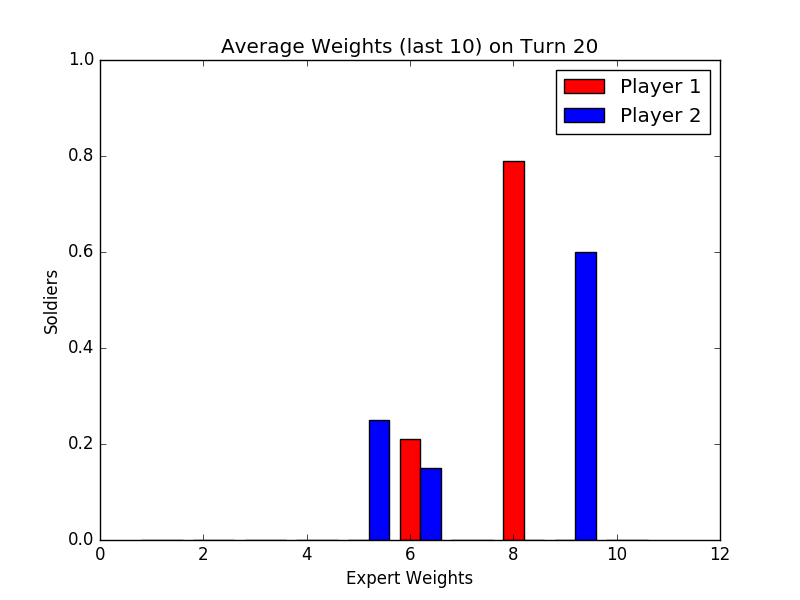 Average Weights (last 10) on Turn 20
1.0
Player 1
Player 2
0.8
0.6
Soldiers
0.4
0.2
0.0
0 2 4 6 8 10 12
Expert Weights